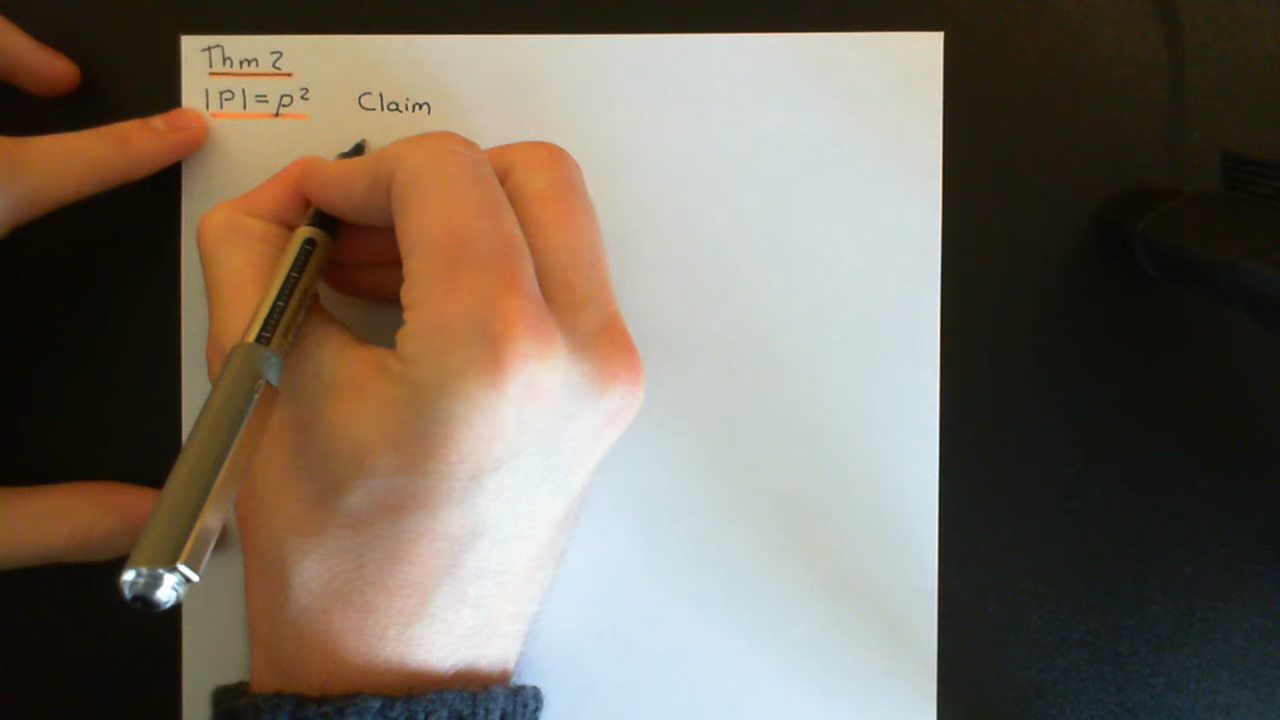 Thm 2
|P| = p² Claim